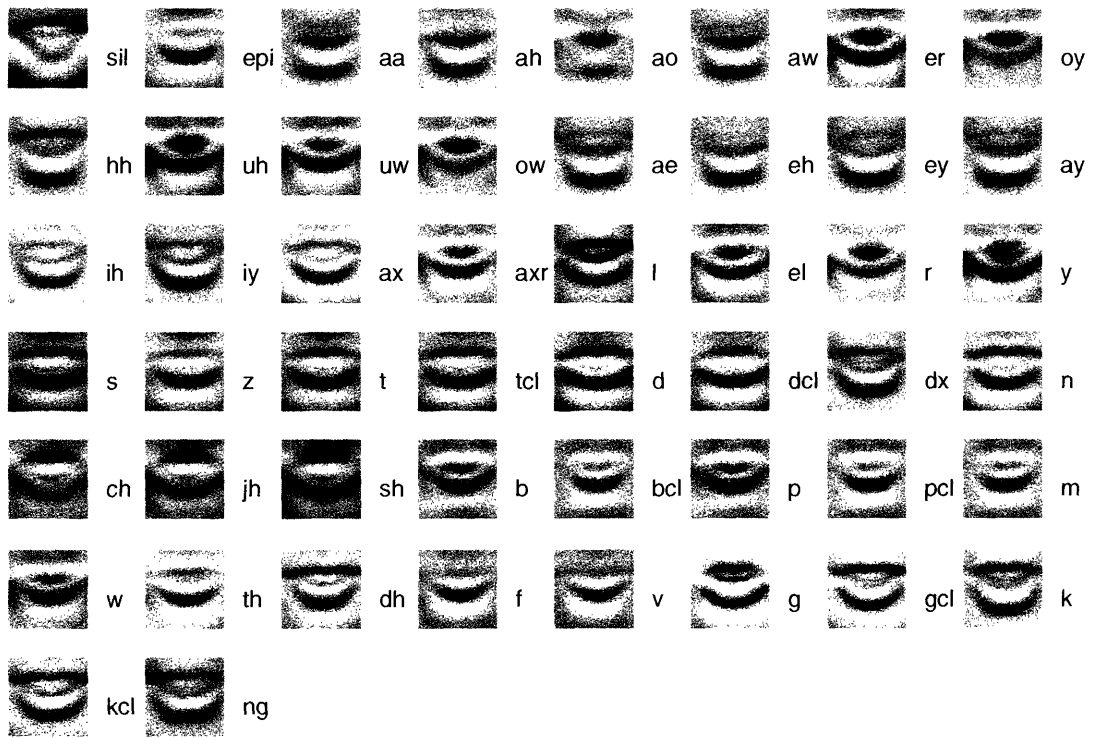 sil epi aa ah ao aw er oy
hh uh uw ow ae eh ey ay
ih iy ax axr l el r y
s z t tcl d dcl dx n
ch jh sh b bcl p pcl m
w th dh f v g gcl k
kcl ng